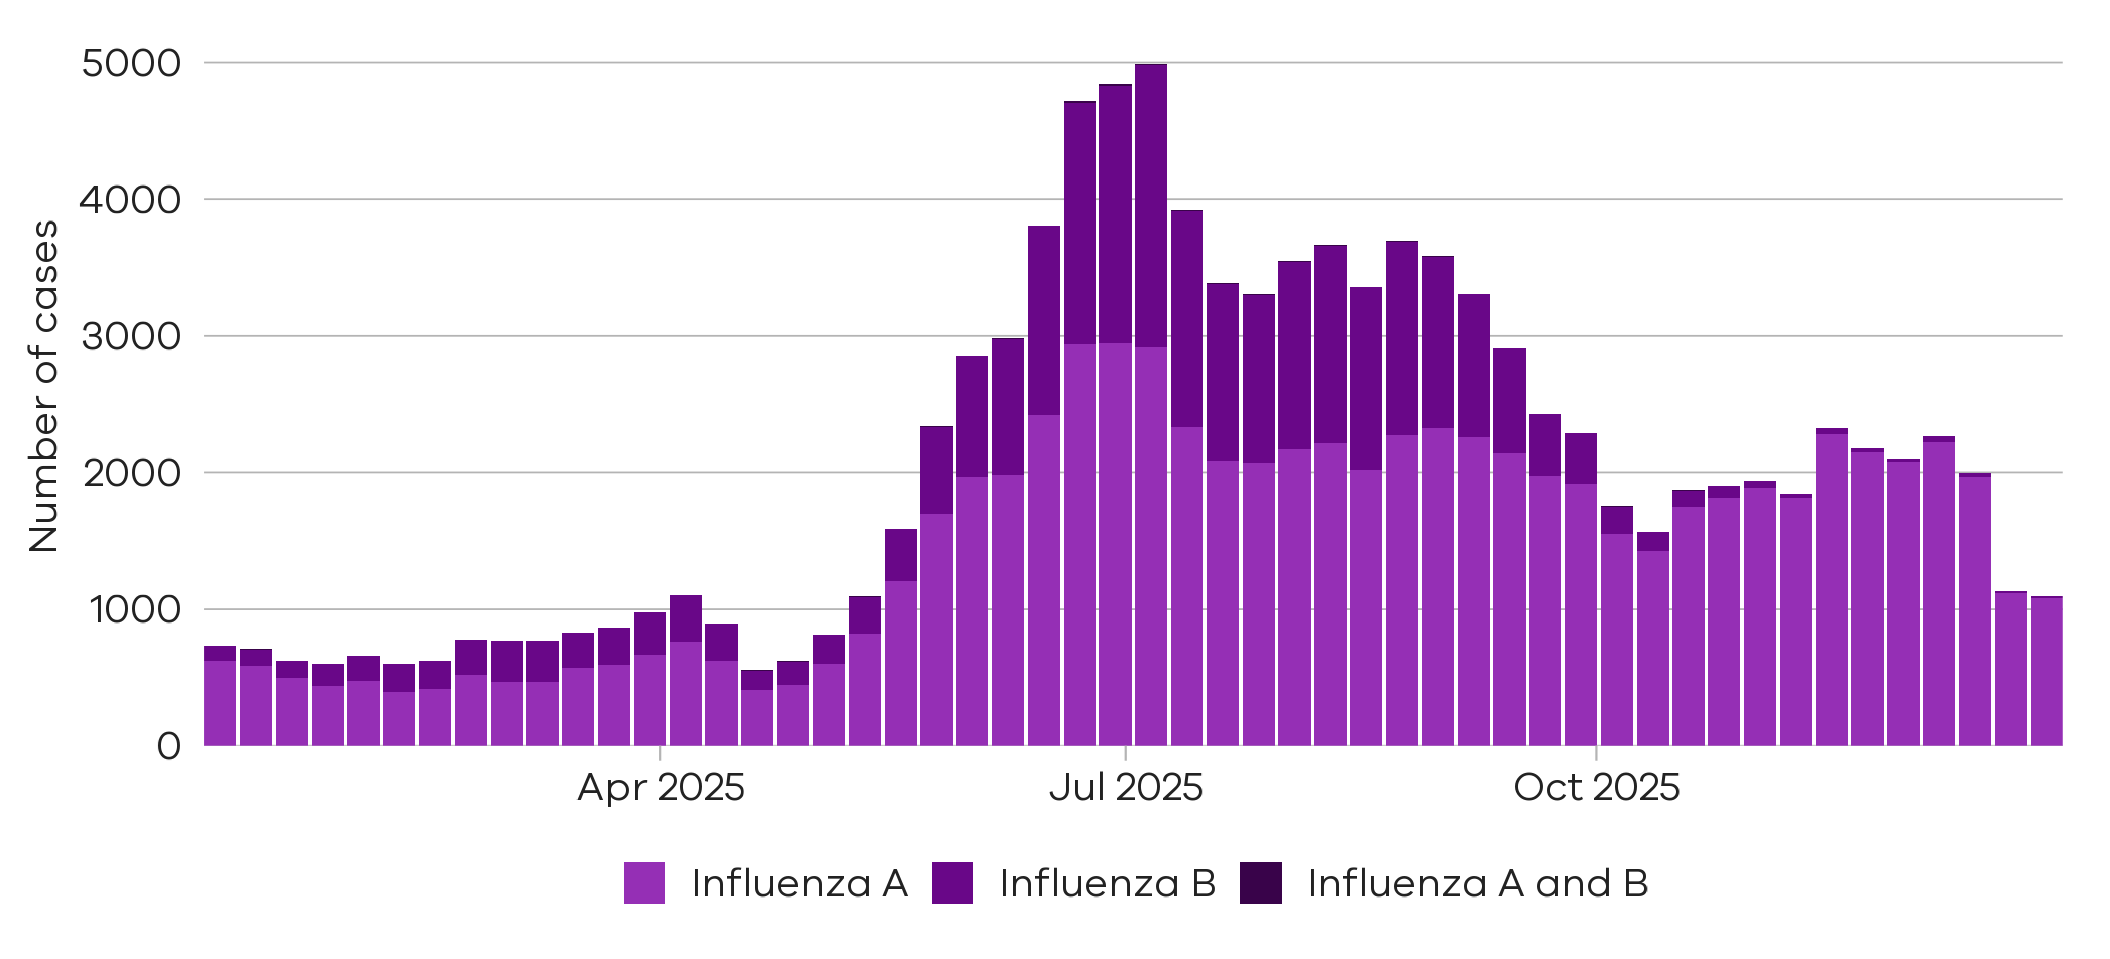 Number of cases
5000
4000
3000
2000
1000
0
Apr 2025
Jul 2025
Oct 2025
Influenza A
Influenza B
Influenza A and B